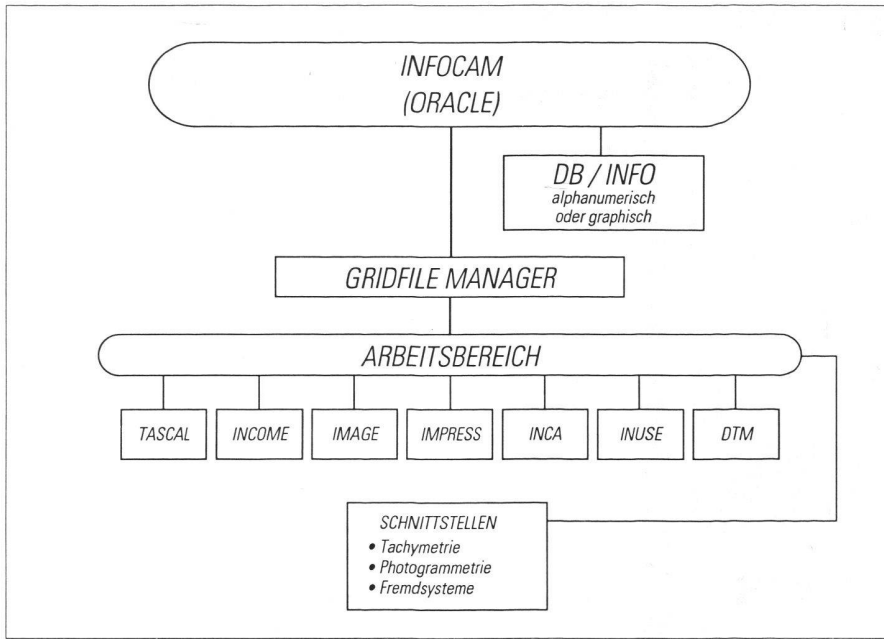 INFOCAM
(ORACLE)
DB / INFO
alphanumerisch
oder graphisch
GRIDFILE MANAGER
ARBEITSBEREICH
TASCAL
INCOME
IMAGE
IMPRESS
INCA
INUSE
DTM
SCHNITTSTELLEN
• Tachymetrie
• Photogrammetrie
• Fremdsysteme